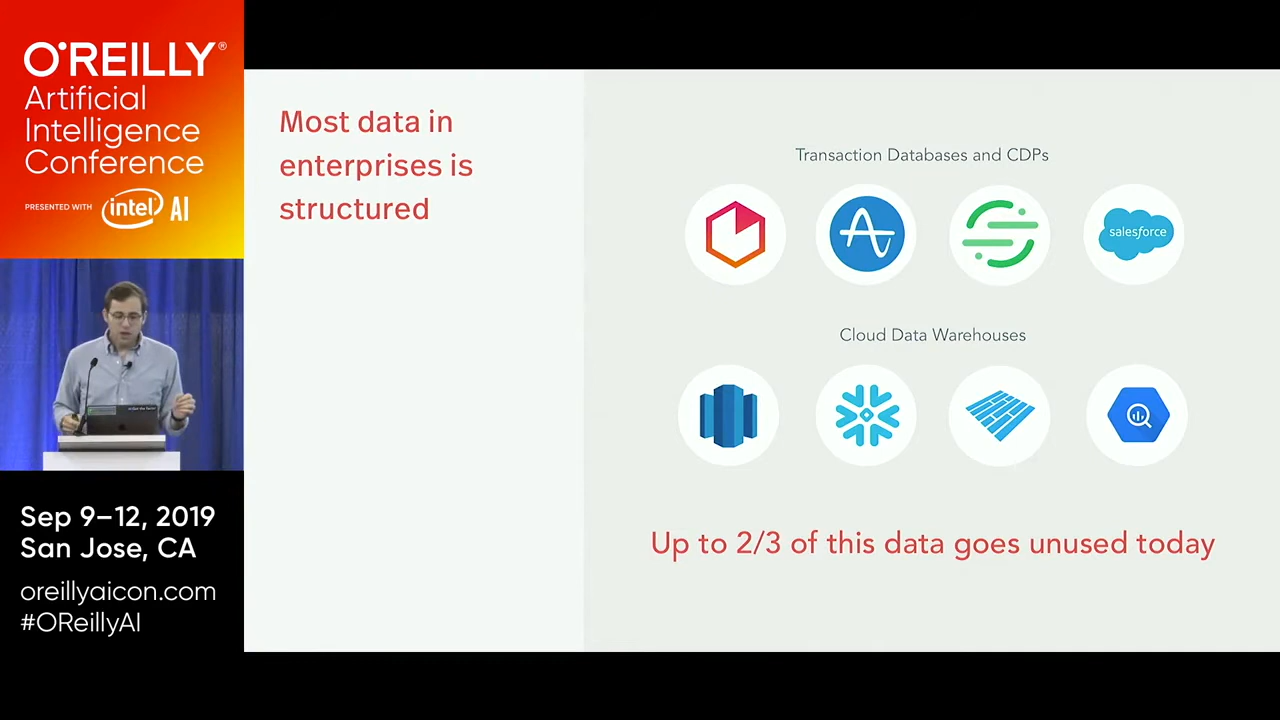 O'REILLY®
Artificial
Intelligence
Conference
PRESENTED WITH intel AI
Sep 9–12, 2019
San Jose, CA
oreillyaicon.com
#OReillyAI
Most data in
enterprises is
structured
Transaction Databases and CDPs
salesforce
Cloud Data Warehouses
Up to 2/3 of this data goes unused today